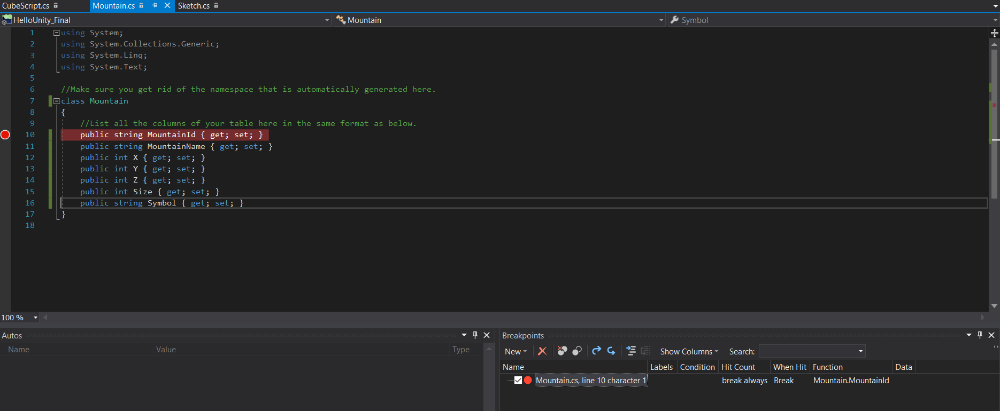 CubeScript.cs Mountain.cs Sketch.cs
HelloUnity_Final Mountain Symbol
1 using System;
2 using System.Collections.Generic;
3 using System.Linq;
4 using System.Text;
5
6 //Make sure you get rid of the namespace that is automatically generated here.
7 class Mountain
8 {
9 //List all the columns of your table here in the same format as below.
10 public string MountainId { get; set; }
11 public string MountainName { get; set; }
12 public int X { get; set; }
13 public int Y { get; set; }
14 public int Z { get; set; }
15 public int Size { get; set; }
16 public string Symbol { get; set; }
17 }
18
100 %
Autos
Name Value Type
Breakpoints
New Show Columns Search:
Name Labels Condition Hit Count When Hit Function Data
Mountain.cs, line 10 character 1 break always Break Mountain.MountainId